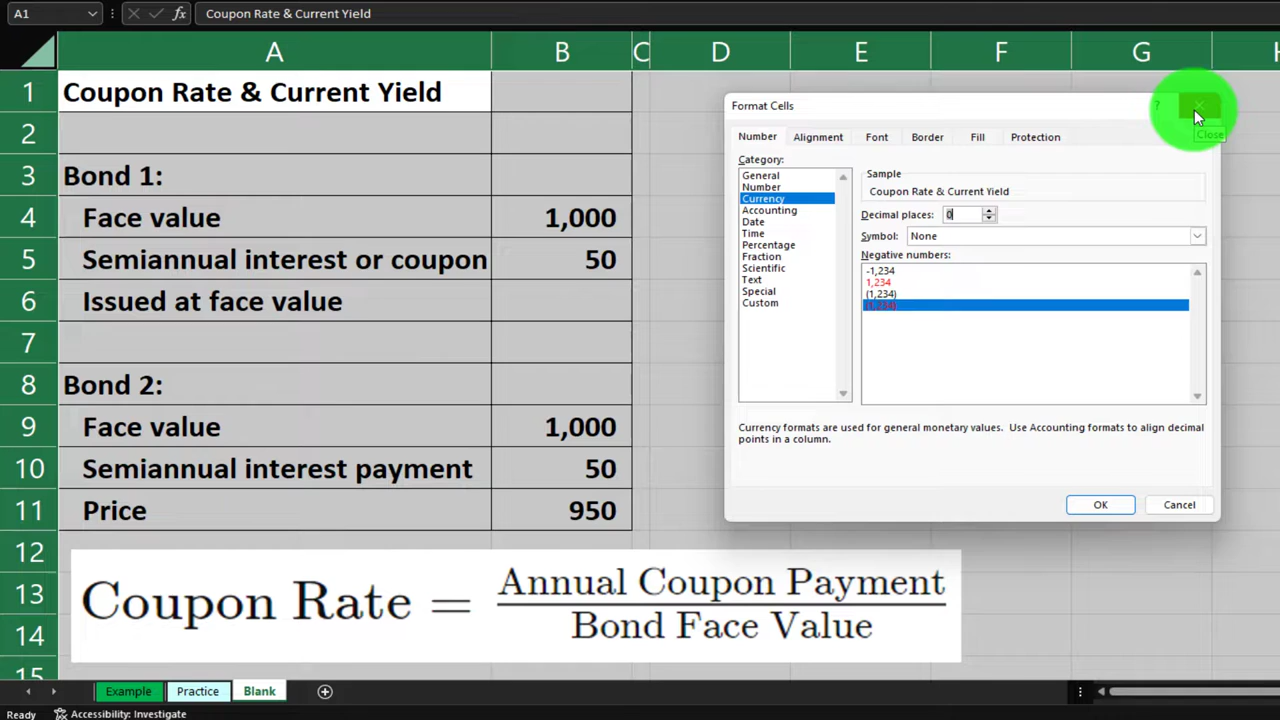 A1
fx
Coupon Rate & Current Yield
A B C D E F G H
1 Coupon Rate & Current Yield
2
3 Bond 1:
4 Face value 1,000
5 Semiannual interest or coupon 50
6 Issued at face value
7
8 Bond 2:
9 Face value 1,000
10 Semiannual interest payment 50
11 Price 950
12
13
14
15
Format Cells
?
Close
Number Alignment Font Border Fill Protection
Category:
General
Number
Currency
Accounting
Date
Time
Percentage
Fraction
Scientific
Text
Special
Custom
Sample
Coupon Rate & Current Yield
Decimal places: 0
Symbol: None
Negative numbers:
-1,234
1,234
(1,234)
(1,234)
Currency formats are used for general monetary values. Use Accounting formats to align decimal
points in a column.
OK Cancel
Coupon Rate = Annual Coupon Payment
Bond Face Value
Example Practice Blank
Ready Accessibility: Investigate